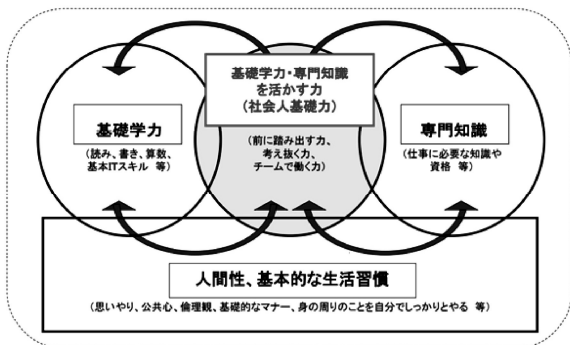 基礎学力・専門知識
を活かす力
（社会人基礎力）
基礎学力
（読み、書き、算数、
基本ITスキル 等）
（前に踏み出す力、
考え抜く力、
チームで働く力）
専門知識
（仕事に必要な知識や
資格 等）
人間性、基本的な生活習慣
（思いやり、公共心、倫理観、基礎的なマナー、身の周りのことを自分でしっかりとやる 等）